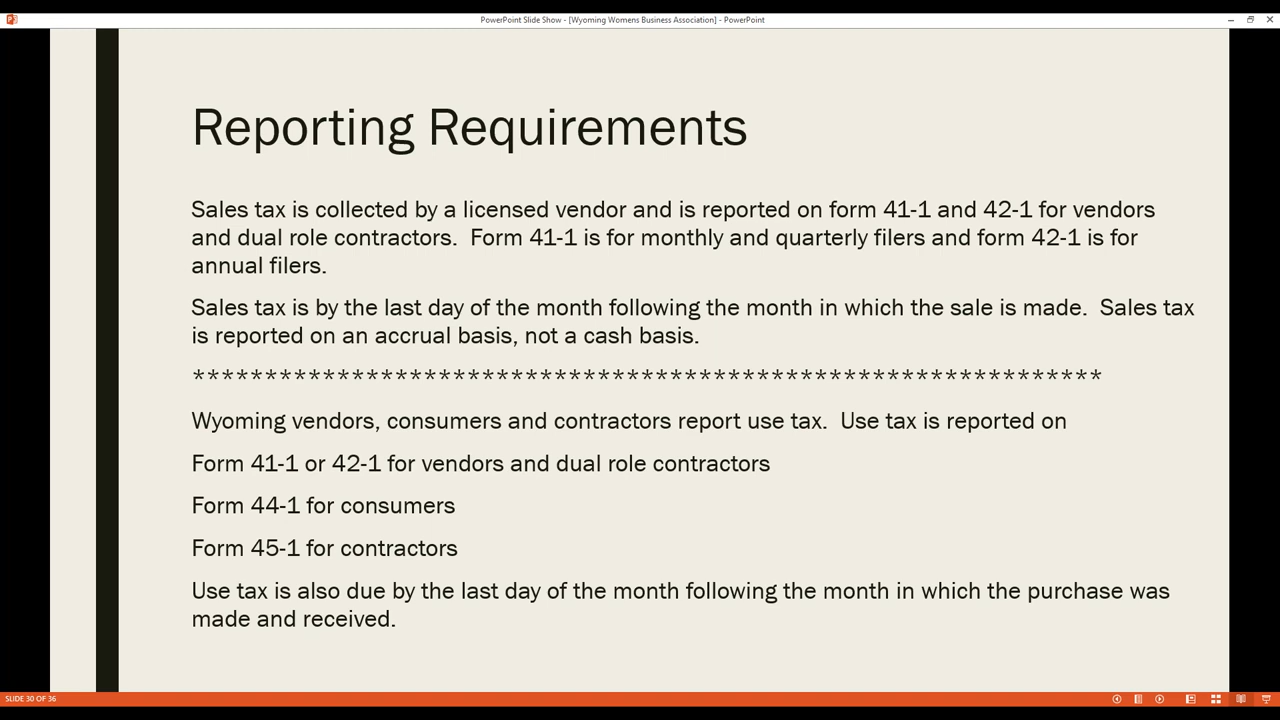 PowerPoint Slide Show - [Wyoming Womens Business Association] - PowerPoint
Reporting Requirements
Sales tax is collected by a licensed vendor and is reported on form 41-1 and 42-1 for vendors
and dual role contractors.  Form 41-1 is for monthly and quarterly filers and form 42-1 is for
annual filers.
Sales tax is by the last day of the month following the month in which the sale is made.  Sales tax
is reported on an accrual basis, not a cash basis.
***************************************************************
Wyoming vendors, consumers and contractors report use tax.  Use tax is reported on
Form 41-1 or 42-1 for vendors and dual role contractors
Form 44-1 for consumers
Form 45-1 for contractors
Use tax is also due by the last day of the month following the month in which the purchase was
made and received.
SLIDE 30 OF 36